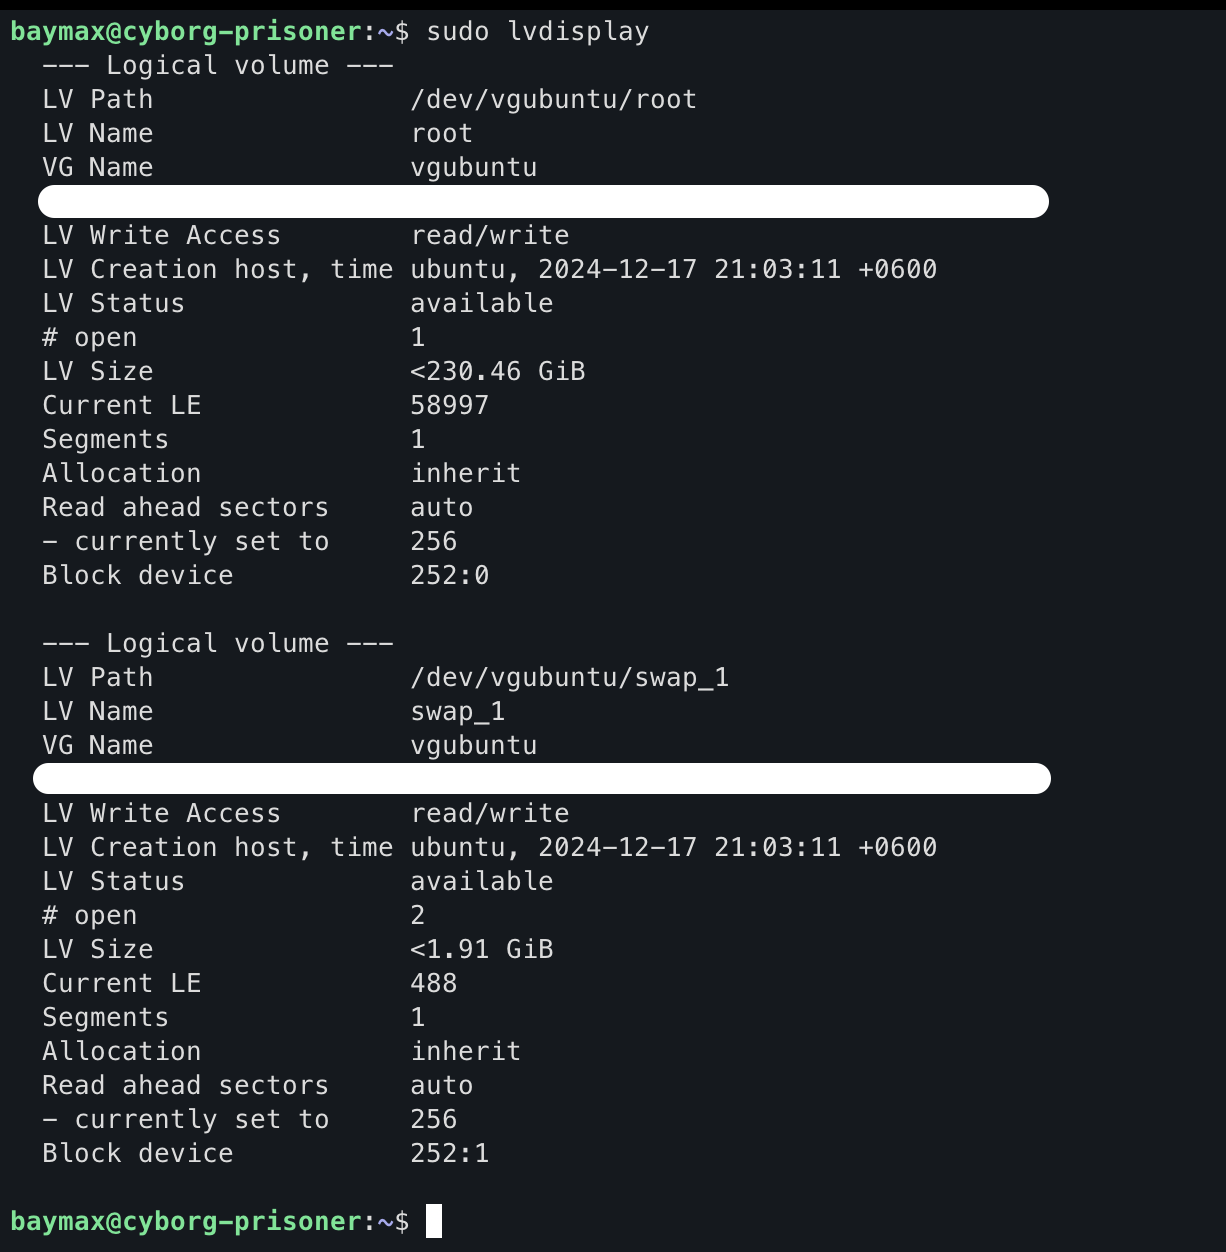 baymax@cyborg-prisoner:~$ sudo lvdisplay
--- Logical volume ---
LV Path                /dev/vgubuntu/root
LV Name                root
VG Name                vgubuntu
LV Write Access        read/write
LV Creation host, time ubuntu, 2024-12-17 21:03:11 +0600
LV Status              available
# open                 1
LV Size                <230.46 GiB
Current LE             58997
Segments               1
Allocation             inherit
Read ahead sectors     auto
- currently set to     256
Block device           252:0
--- Logical volume ---
LV Path                /dev/vgubuntu/swap_1
LV Name                swap_1
VG Name                vgubuntu
LV Write Access        read/write
LV Creation host, time ubuntu, 2024-12-17 21:03:11 +0600
LV Status              available
# open                 2
LV Size                <1.91 GiB
Current LE             488
Segments               1
Allocation             inherit
Read ahead sectors     auto
- currently set to     256
Block device           252:1
baymax@cyborg-prisoner:~$